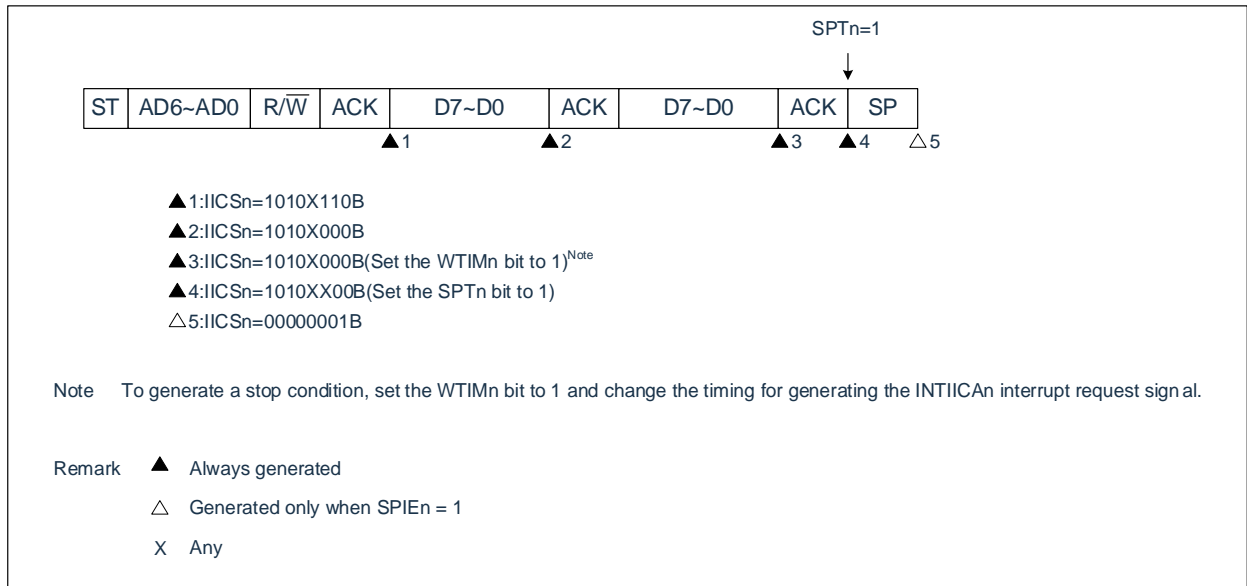 SPTn=1
ST AD6~AD0 R/W̅ ACK D7~D0 ACK D7~D0 ACK SP
▲1 ▲2 ▲3 ▲4 △5
▲1:IICSn=1010X110B
▲2:IICSn=1010X000B
▲3:IICSn=1010X000B(Set the WTIMn bit to 1)Note
▲4:IICSn=1010XX00B(Set the SPTn bit to 1)
△5:IICSn=00000001B
Note To generate a stop condition, set the WTIMn bit to 1 and change the timing for generating the INTIICAn interrupt request signal.
Remark ▲ Always generated
△ Generated only when SPIEn = 1
X Any